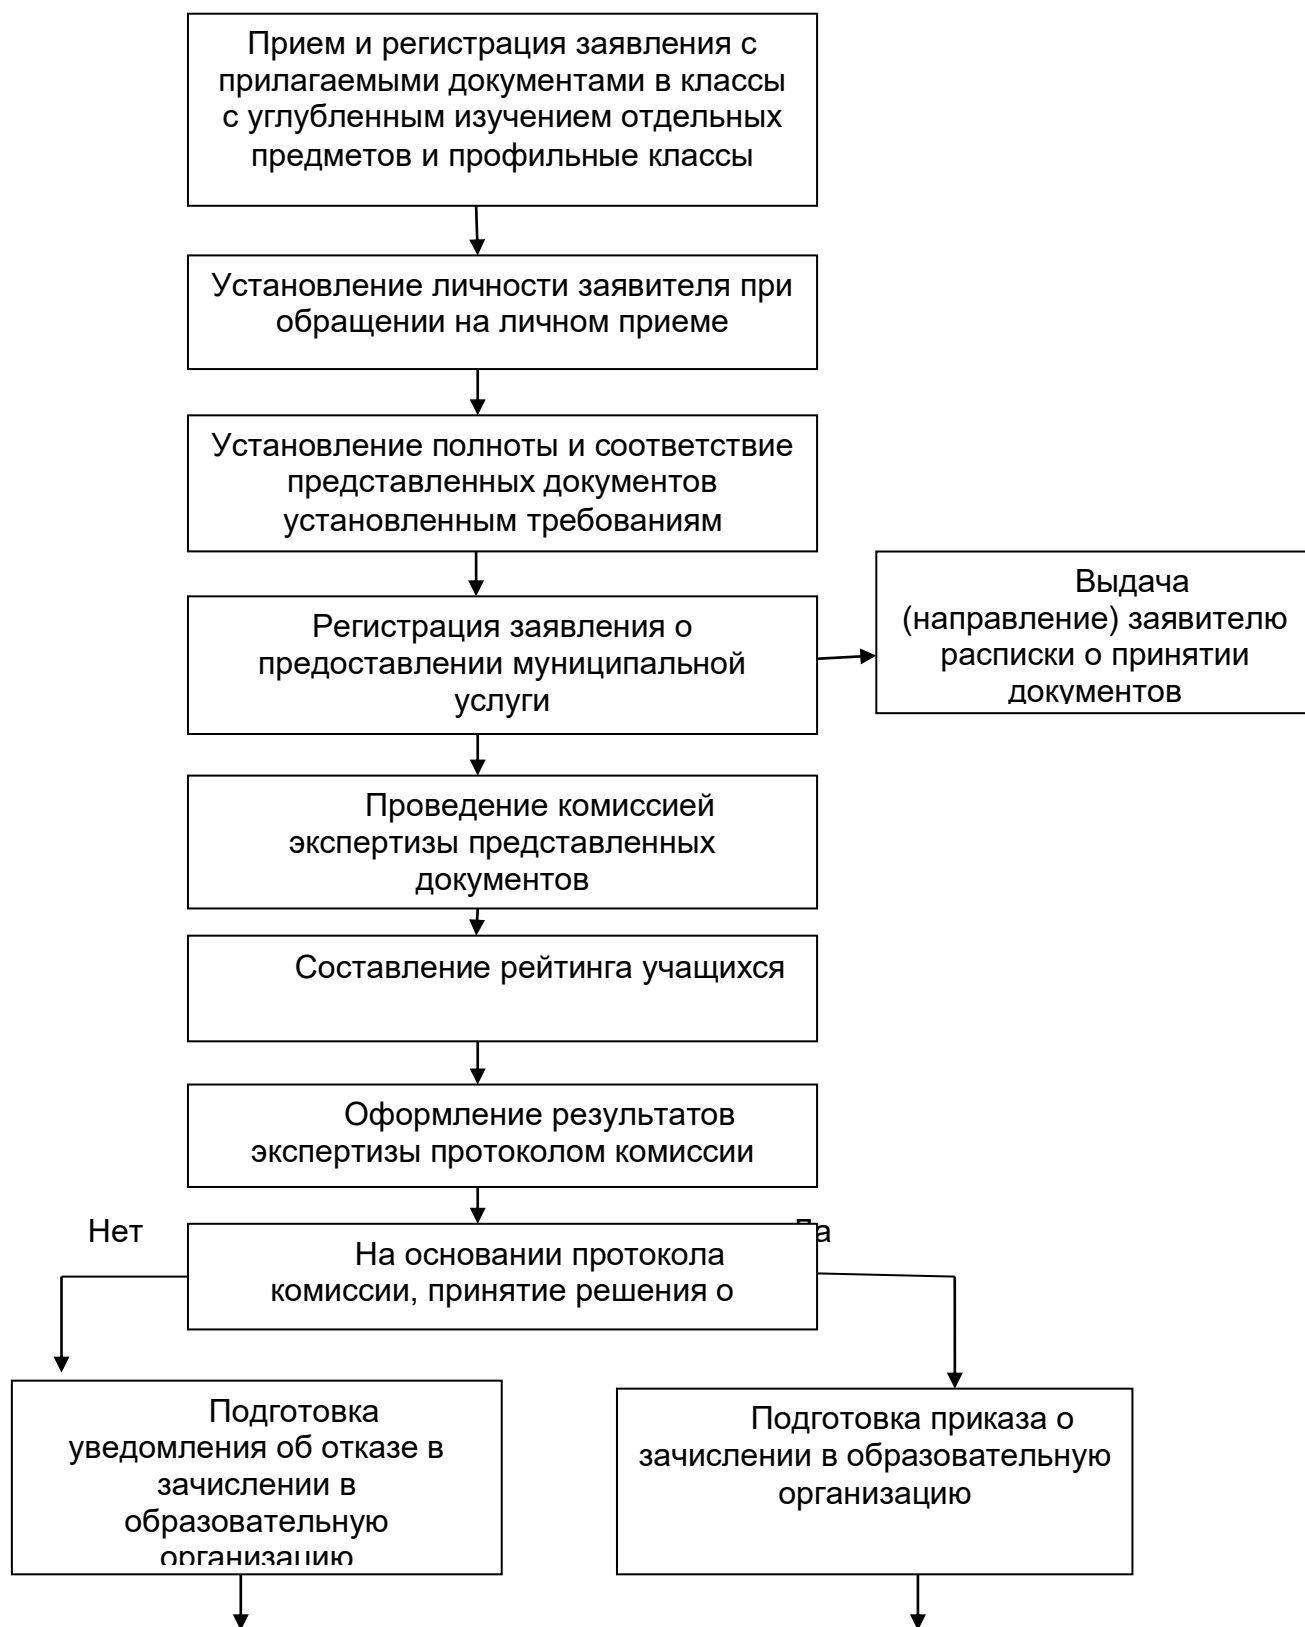 Прием и регистрация заявления с
прилагаемыми документами в классы
с углубленным изучением отдельных
предметов и профильные классы
Установление личности заявителя при
обращении на личном приеме
Установление полноты и соответствие
представленных документов
установленным требованиям
Регистрация заявления о
предоставлении муниципальной
услуги
Выдача
(направление) заявителю
расписки о принятии
документов
Проведение комиссией
экспертизы представленных
документов
Составление рейтинга учащихся
Оформление результатов
экспертизы протоколом комиссии
Нет
Да
На основании протокола
комиссии, принятие решения о
Подготовка
уведомления об отказе в
зачислении в
образовательную
организацию
Подготовка приказа о
зачислении в образовательную
организацию